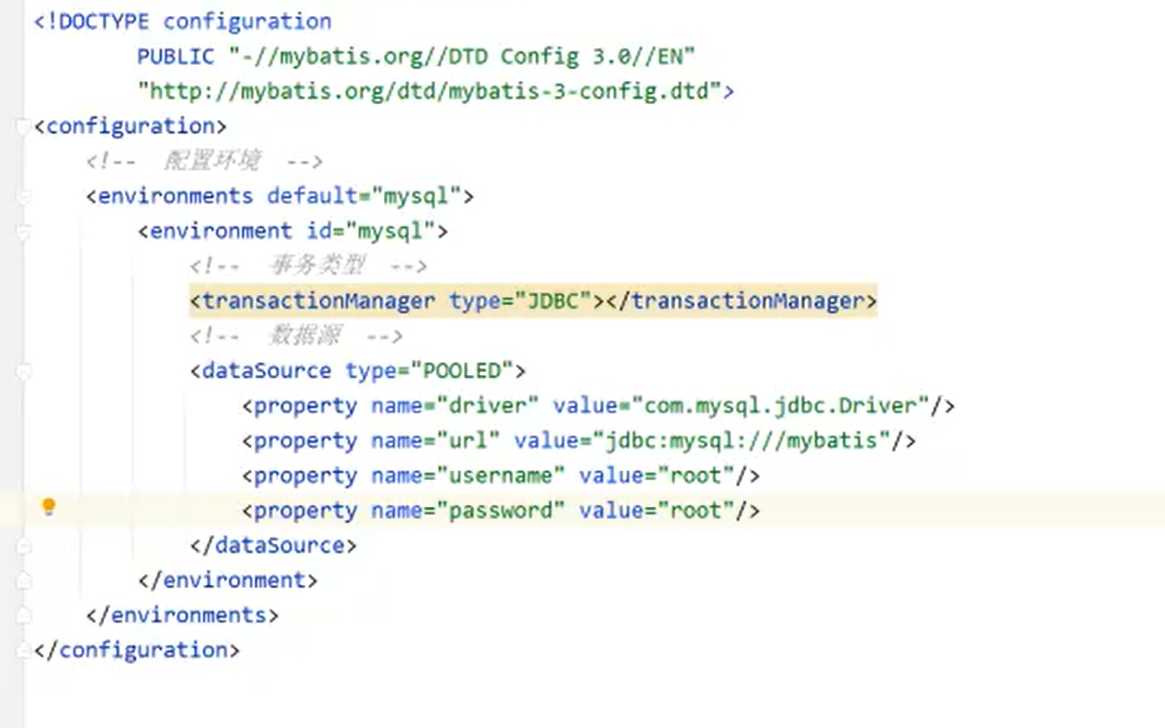 <!DOCTYPE configuration
PUBLIC "-//mybatis.org//DTD Config 3.0//EN"
"http://mybatis.org/dtd/mybatis-3-config.dtd">
<configuration>
<!-- 配置环境 -->
<environments default="mysql">
<environment id="mysql">
<!-- 事务类型 -->
<transactionManager type="JDBC"></transactionManager>
<!-- 数据源 -->
<dataSource type="POOLED">
<property name="driver" value="com.mysql.jdbc.Driver"/>
<property name="url" value="jdbc:mysql:///mybatis"/>
<property name="username" value="root"/>
<property name="password" value="root"/>
</dataSource>
</environment>
</environments>
</configuration>